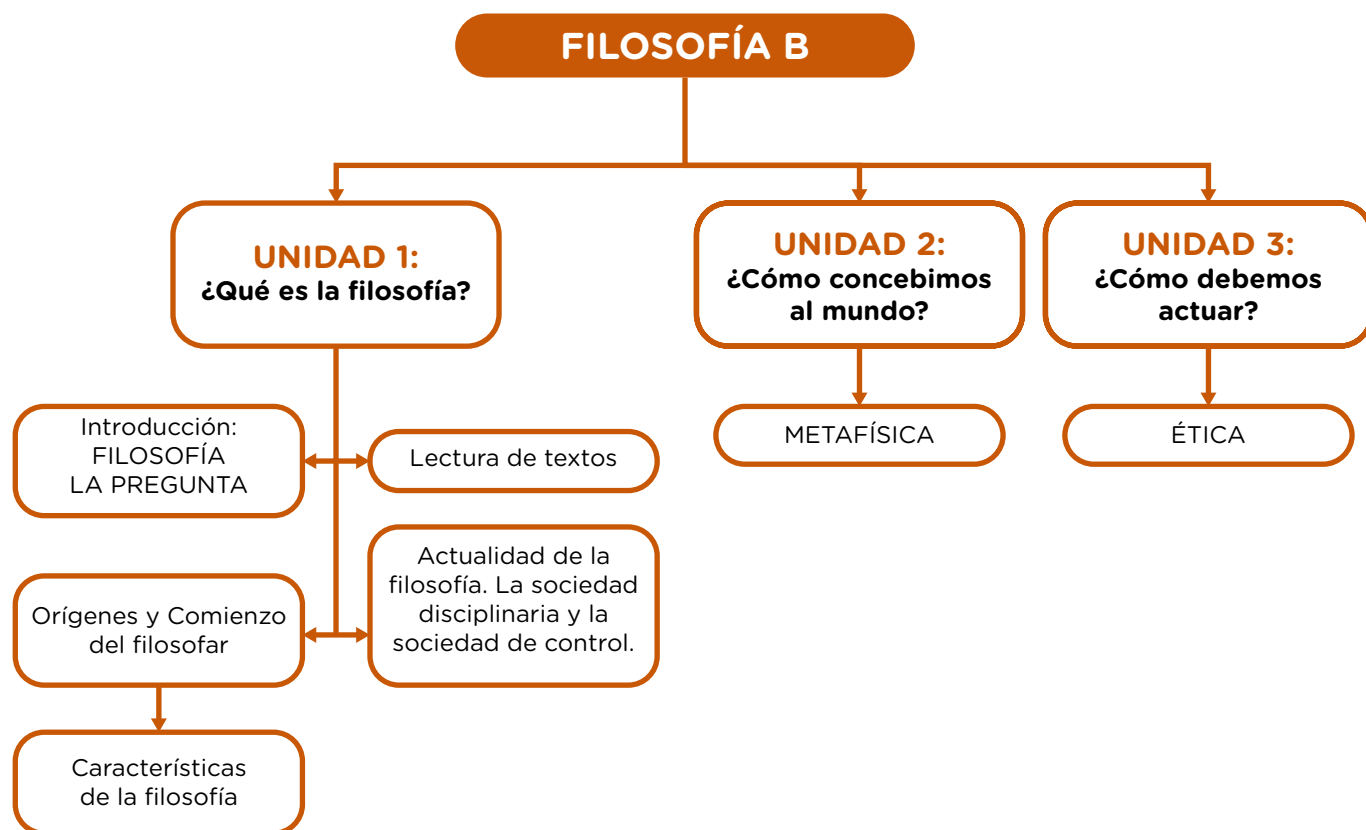 FILOSOFÍA B
UNIDAD 1:
¿Qué es la filosofía?
UNIDAD 2:
¿Cómo concebimos
al mundo?
UNIDAD 3:
¿Cómo debemos
actuar?
Introducción:
FILOSOFÍA
LA PREGUNTA
Lectura de textos
METAFÍSICA
ÉTICA
Orígenes y Comienzo
del filosofar
Actualidad de la
filosofía. La sociedad
disciplinaria y la
sociedad de control.
Características
de la filosofía